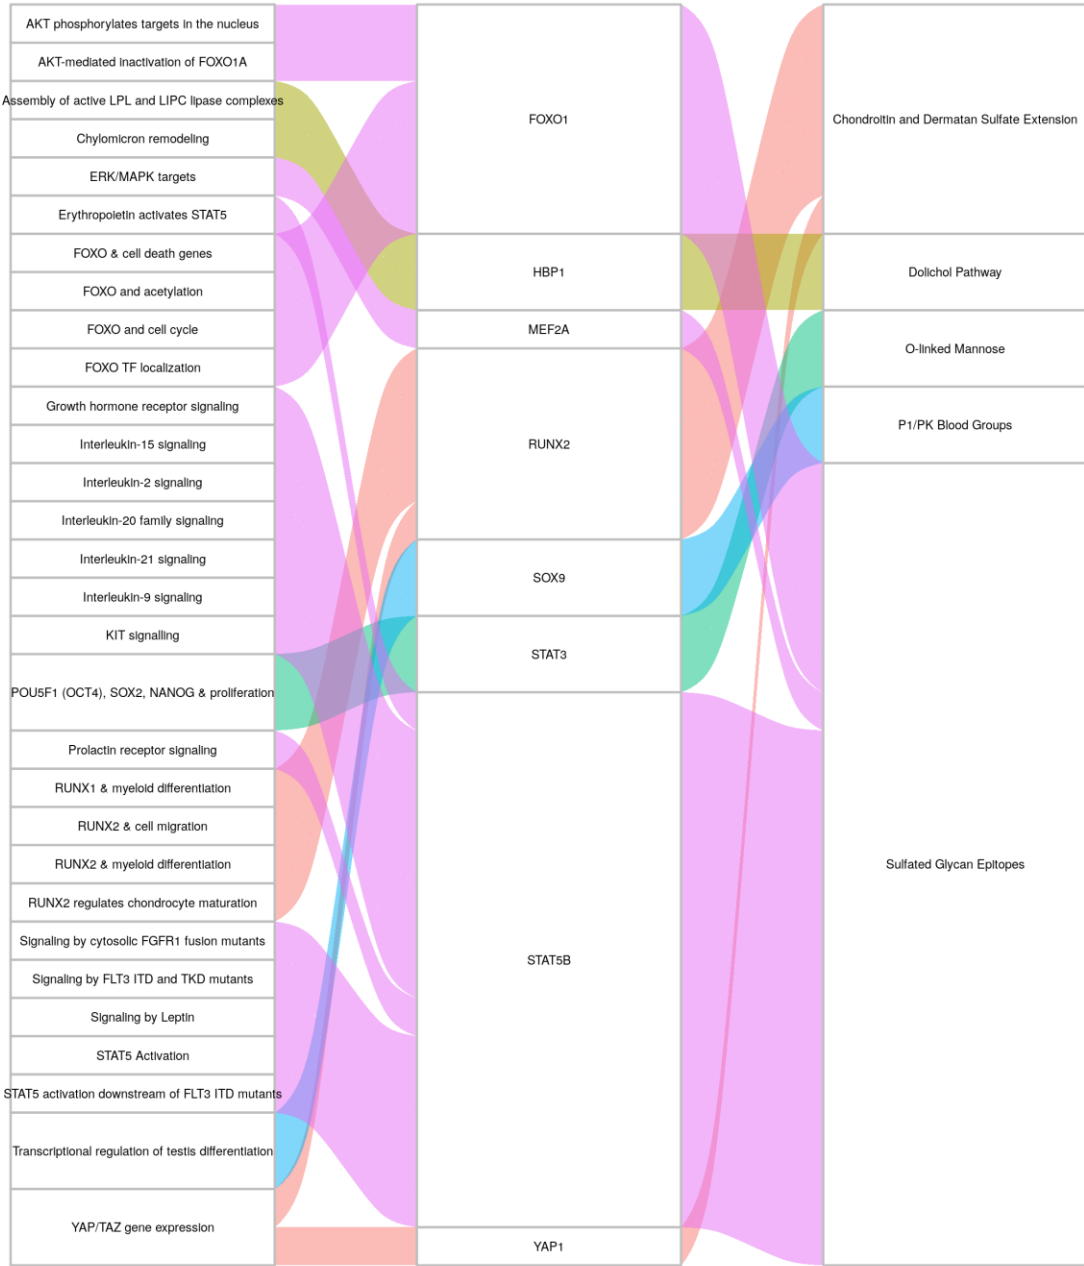 AKT phosphorylates targets in the nucleus
AKT-mediated inactivation of FOXO1A
Assembly of active LPL and LIPC lipase complexes
Chylomicron remodeling
ERK/MAPK targets
Erythropoietin activates STAT5
FOXO & cell death genes
FOXO and acetylation
FOXO and cell cycle
FOXO TF localization
Growth hormone receptor signaling
Interleukin-15 signaling
Interleukin-2 signaling
Interleukin-20 family signaling
Interleukin-21 signaling
Interleukin-9 signaling
KIT signalling
POU5F1 (OCT4), SOX2, NANOG & proliferation
Prolactin receptor signaling
RUNX1 & myeloid differentiation
RUNX2 & cell migration
RUNX2 & myeloid differentiation
RUNX2 regulates chondrocyte maturation
Signaling by cytosolic FGFR1 fusion mutants
Signaling by FLT3 ITD and TKD mutants
Signaling by Leptin
STAT5 Activation
STAT5 activation downstream of FLT3 ITD mutants
Transcriptional regulation of testis differentiation
YAP/TAZ gene expression
FOXO1
HBP1
MEF2A
RUNX2
SOX9
STAT3
STAT5B
YAP1
Chondroitin and Dermatan Sulfate Extension
Dolichol Pathway
O-linked Mannose
P1/PK Blood Groups
Sulfated Glycan Epitopes